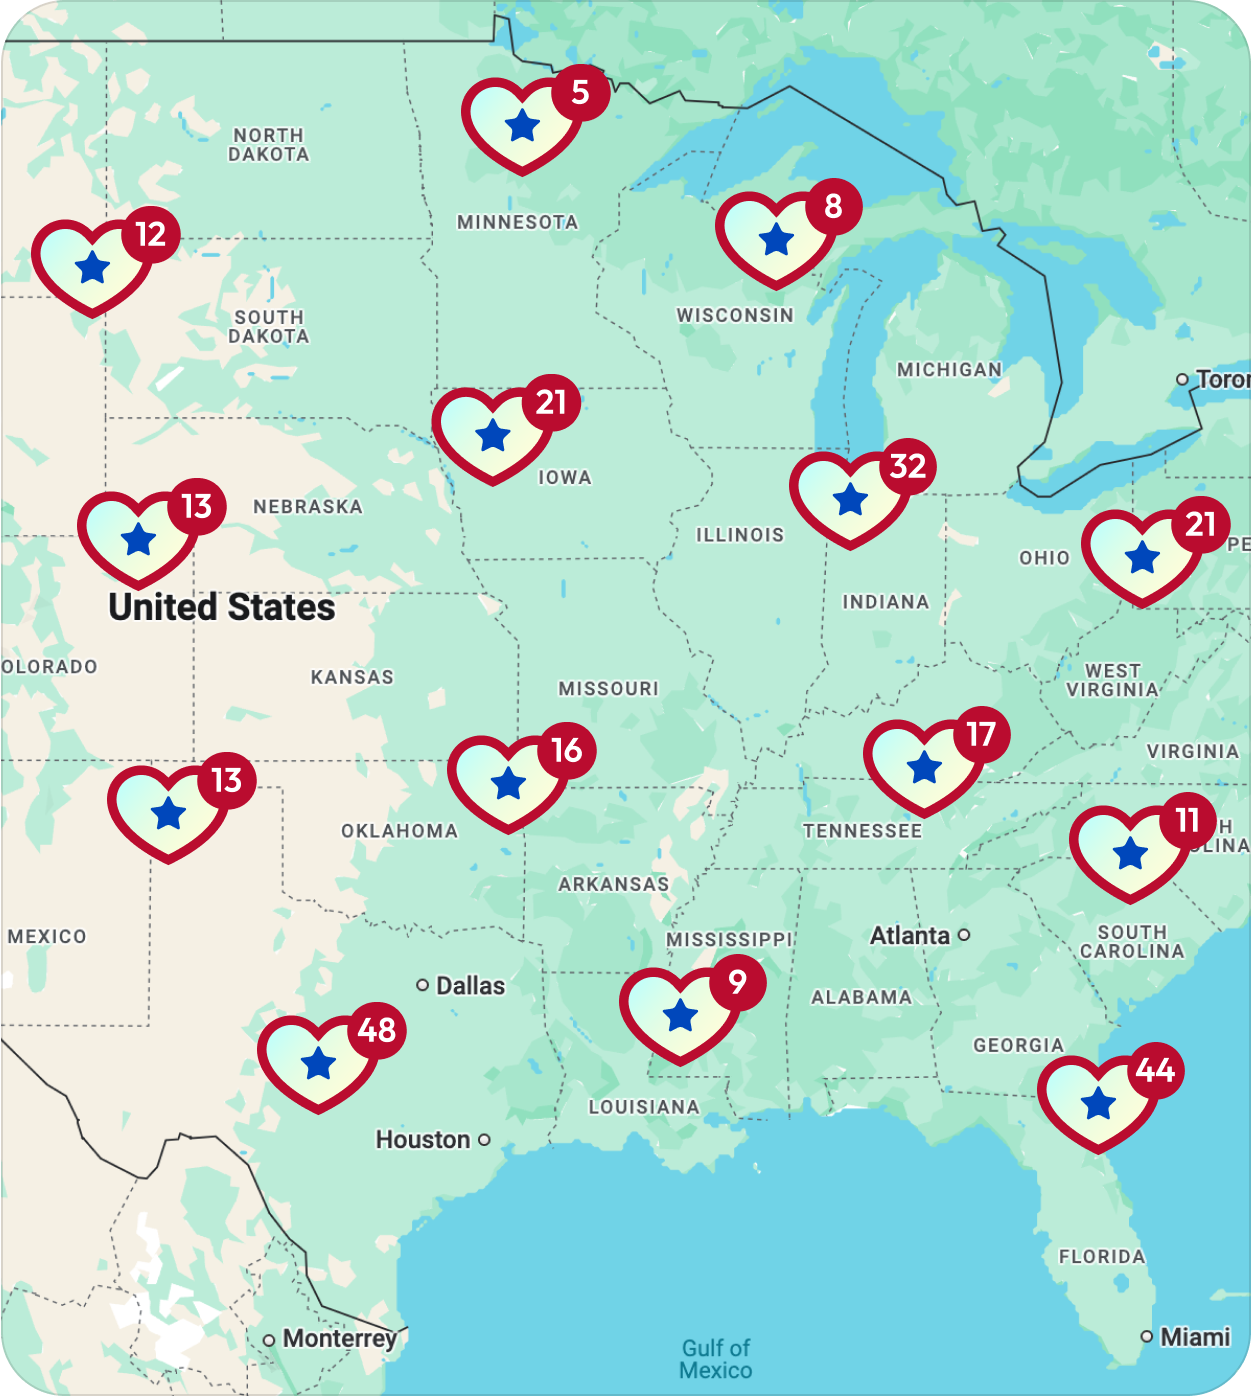 5
NORTH
DAKOTA
MINNESOTA
8
12
SOUTH
DAKOTA
WISCONSIN
MICHIGAN
Toror
21
IOWA
32
13
NEBRASKA
ILLINOIS
21
OHIO
PE
INDIANA
United States
OLORADO
KANSAS
MISSOURI
WEST
VIRGINIA
VIRGINIA
16
17
13
OKLAHOMA
TENNESSEE
11
H
OLINA
ARKANSAS
MEXICO
MISSISSIPPI
Atlanta
SOUTH
CAROLINA
Dallas
9
ALABAMA
48
GEORGIA
44
LOUISIANA
Houston
FLORIDA
Monterrey
Gulf of
Mexico
Miami